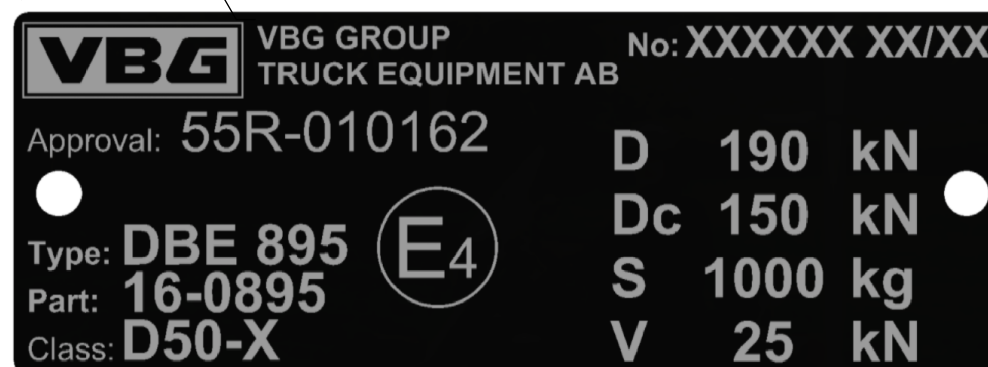 VBG
VBG GROUP
TRUCK EQUIPMENT AB
No: XXXXXX XX/XX
Approval: 55R-010162
Type: DBE 895
Part: 16-0895
Class: D50-X
E4
D 190 kN
Dc 150 kN
S 1000 kg
V 25 kN